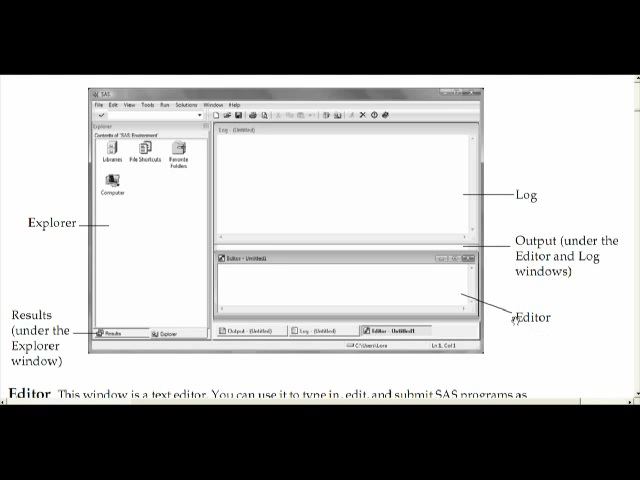 SAS
File Edit View Tools Run Solutions Window Help
Explorer
Contents of 'SAS Environment'
Log - (Untitled)
Libraries File Shortcuts Favorite Folders
Computer
Log
Explorer
Output (under the
Editor and Log
windows)
Editor - Untitled1
Editor
Results
(under the
Explorer
window)
Results Explorer
Output - (Untitled) Log - (Untitled) Editor - Untitled1
C:\Users\Lora Ln 1, Col 1
Editor This window is a text editor. You can use it to type in, edit, and submit SAS programs as